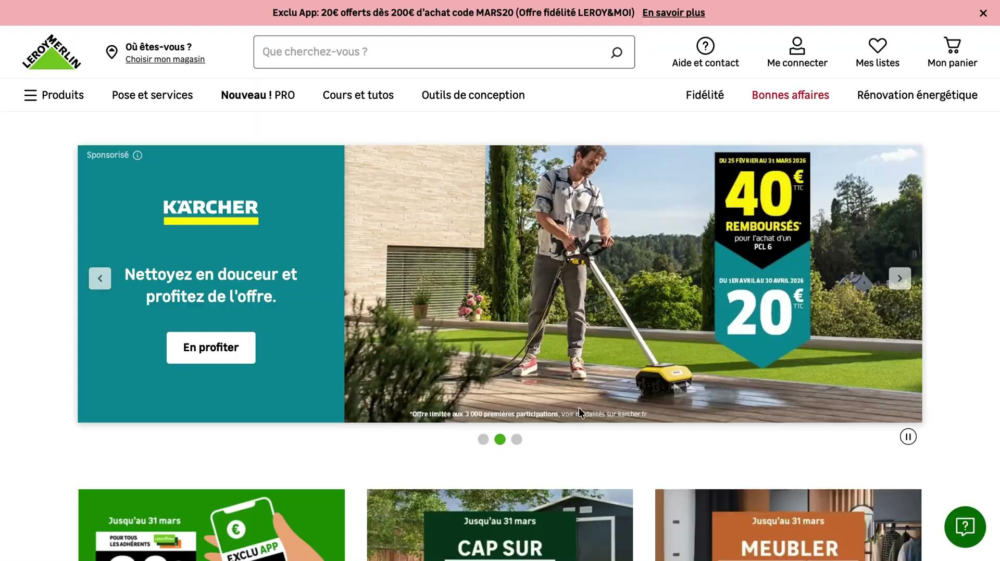 Exclu App: 20€ offerts dès 200€ d'achat code MARS20 (Offre fidélité LEROY&MOI) En savoir plus
LEROY MERLIN
Où êtes-vous ?
Choisir mon magasin
Que cherchez-vous ?
Aide et contact
Me connecter
Mes listes
Mon panier
Produits
Pose et services
Nouveau ! PRO
Cours et tutos
Outils de conception
Fidélité
Bonnes affaires
Rénovation énergétique
Sponsorisé
KÄRCHER
Nettoyez en douceur et
profitez de l'offre.
En profiter
DU 25 FÉVRIER AU 31 MARS 2026
40€
TTC
REMBOURSÉS*
pour l'achat d'un
PCL 6
DU 1ER AVRIL AU 30 AVRIL 2026
20€
TTC
*Offre limitée aux 3 000 premières participations, voir modalités sur karcher.fr
Jusqu'au 31 mars
POUR TOUS
LES ADHÉRENTS
EXCLU APP
Jusqu'au 31 mars
CAP SUR
Jusqu'au 31 mars
MEUBLER